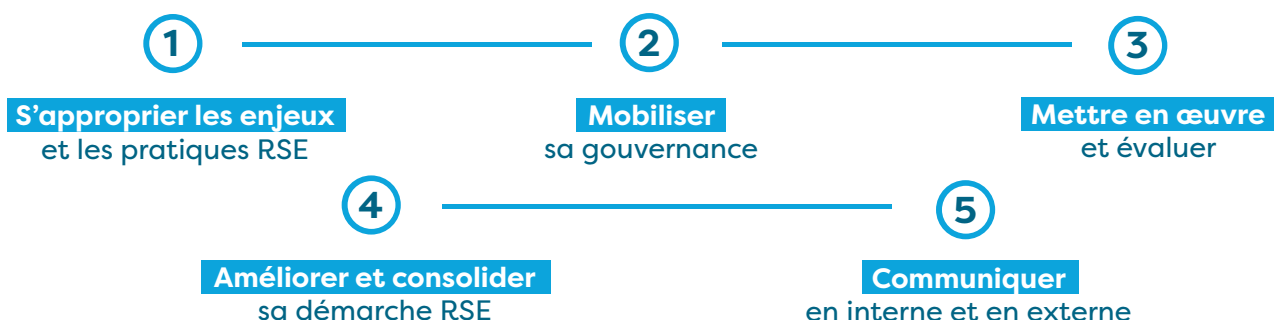 1
2
3
S’approprier les enjeux
et les pratiques RSE
Mobiliser
sa gouvernance
Mettre en œuvre
et évaluer
4
5
Améliorer et consolider
sa démarche RSE
Communiquer
en interne et en externe